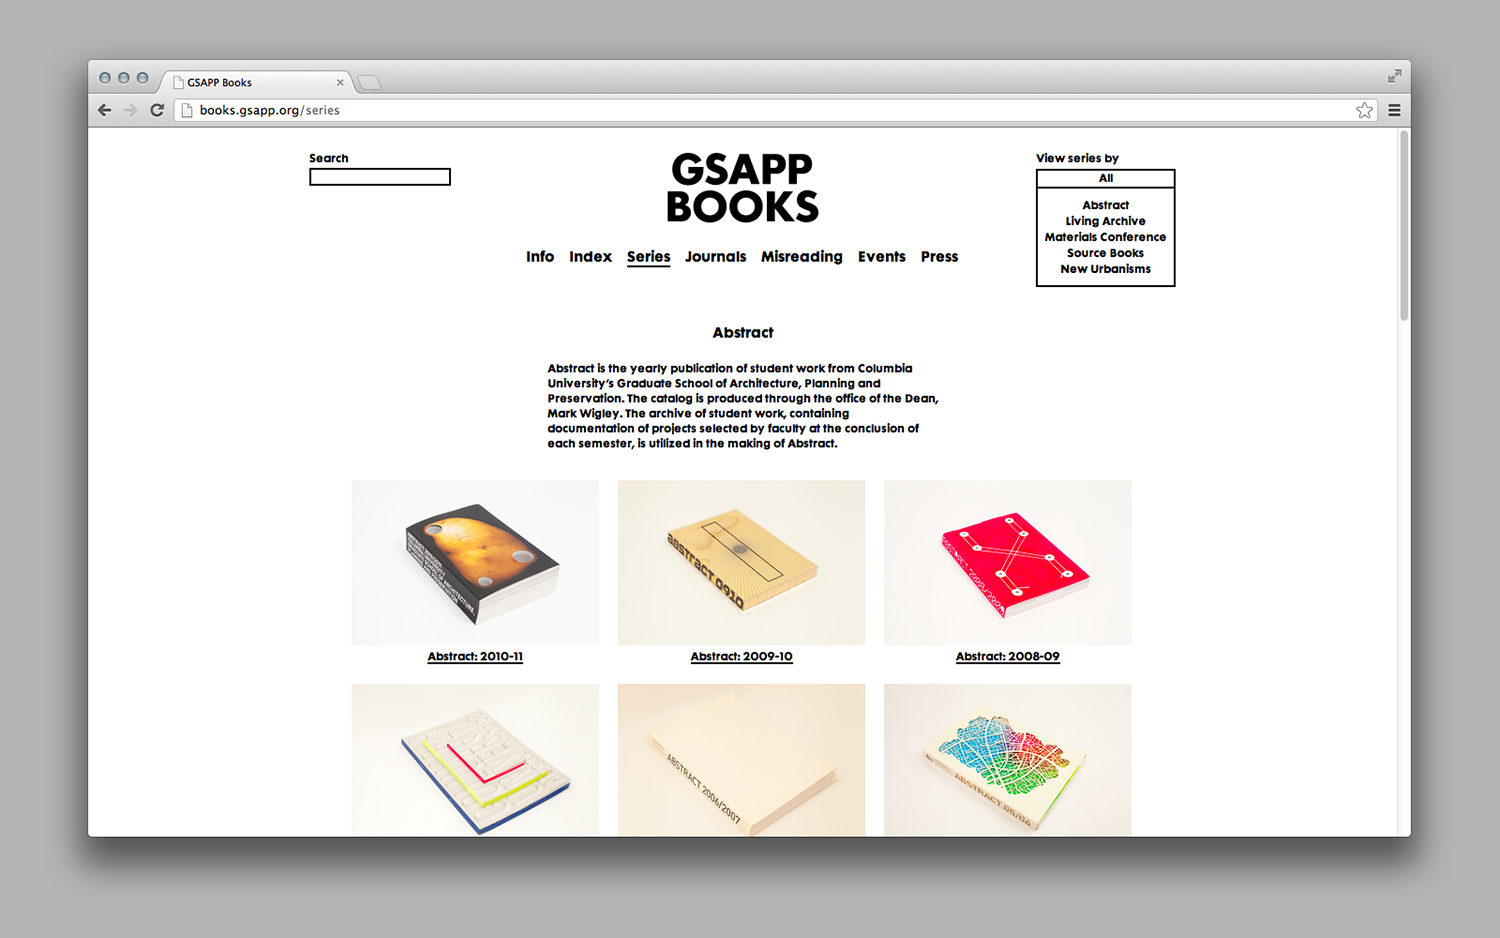 GSAPP Books
books.gsapp.org/series
Search
GSAPP
BOOKS
View series by
All
Abstract
Living Archive
Materials Conference
Source Books
New Urbanisms
Info Index Series Journals Misreading Events Press
Abstract
Abstract is the yearly publication of student work from Columbia
University's Graduate School of Architecture, Planning and
Preservation. The catalog is produced through the office of the Dean,
Mark Wigley. The archive of student work, containing
documentation of projects selected by faculty at the conclusion of
each semester, is utilized in the making of Abstract.
abstract 0910
ABSTRACT 2008/2009
Abstract: 2010-11
Abstract: 2009-10
Abstract: 2008-09
ABSTRACT 2006/2007
ABSTRACT 05/06